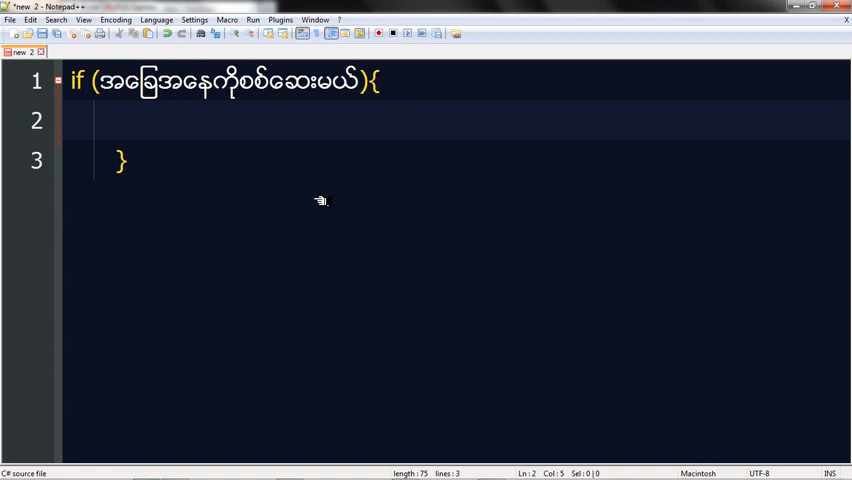 *new 2 - Notepad++
File Edit Search View Encoding Language Settings Macro Run Plugins Window ?
X
new 2
1 if (အခြေအနေကိုစစ်ဆေးမယ်){
2
3 }
C# source file length : 75 lines : 3 Ln : 2 Col : 5 Sel : 0 | 0 Macintosh UTF-8 INS